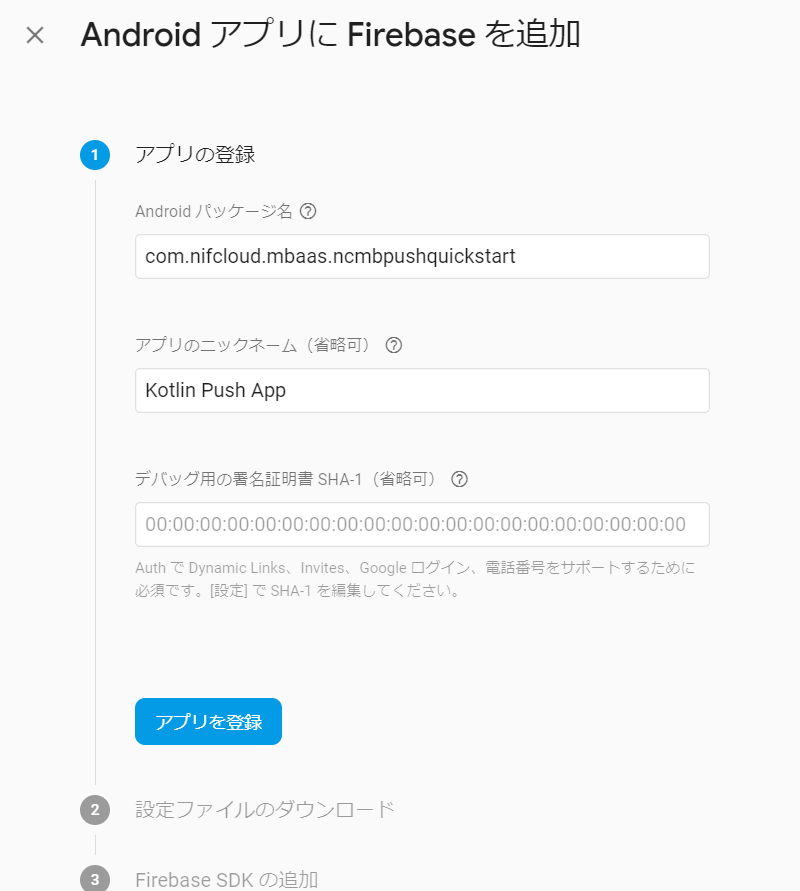 Android アプリに Firebase を追加
1
アプリの登録
Android パッケージ名 ?
com.nifcloud.mbaas.ncmbpushquickstart
アプリのニックネーム（省略可） ?
Kotlin Push App
デバッグ用の署名証明書 SHA-1（省略可） ?
00:00:00:00:00:00:00:00:00:00:00:00:00:00:00:00:00:00:00:00
Auth で Dynamic Links、Invites、Google ログイン、電話番号をサポートするために
必須です。[設定] で SHA-1 を編集してください。
アプリを登録
2
設定ファイルのダウンロード
3
Firebase SDK の追加